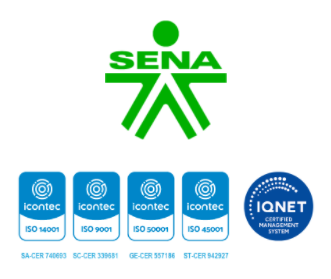 SENA
icontec
ISO 14001
SA-CER 740693
icontec
ISO 9001
SC-CER 339681
icontec
ISO 50001
GE-CER 557186
icontec
ISO 45001
ST-CER 942927
IQNET
CERTIFIED
MANAGEMENT
SYSTEM